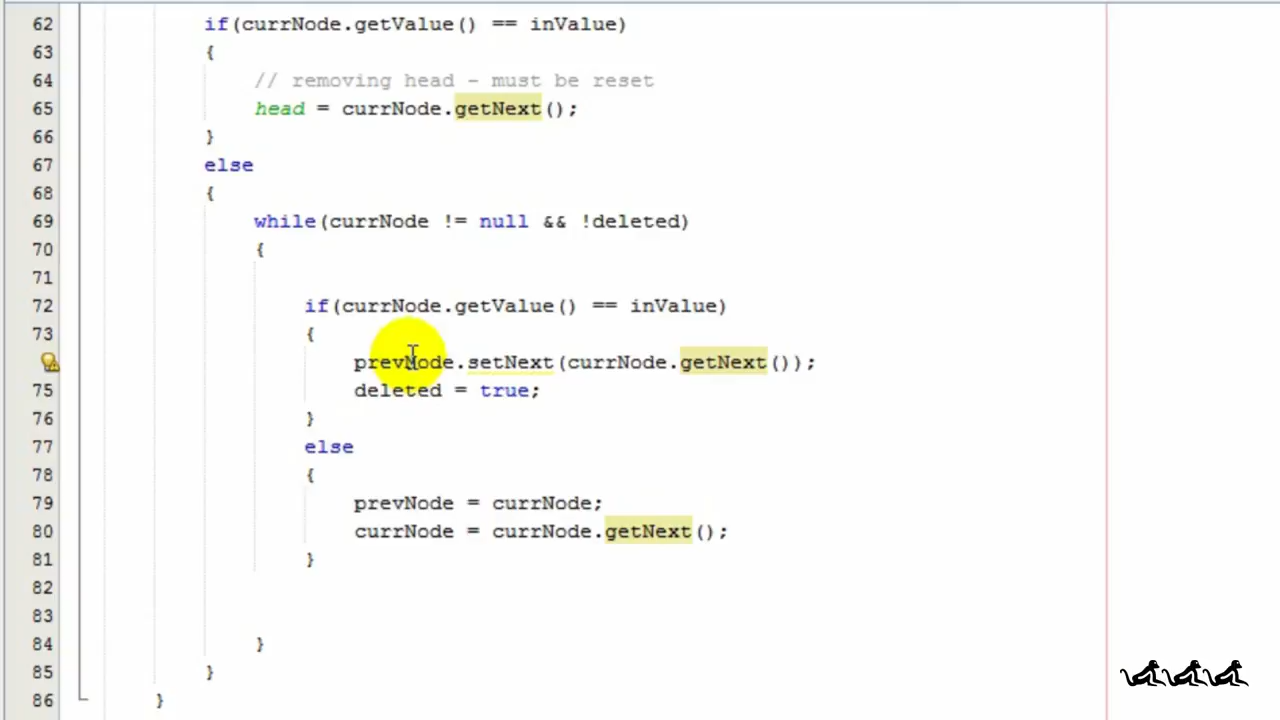 62 if(currNode.getValue() == inValue)
63 {
64 // removing head - must be reset
65 head = currNode.getNext();
66 }
67 else
68 {
69 while(currNode != null && !deleted)
70 {
71
72 if(currNode.getValue() == inValue)
73 {
prevNode.setNext(currNode.getNext());
75 deleted = true;
76 }
77 else
78 {
79 prevNode = currNode;
80 currNode = currNode.getNext();
81 }
82
83
84 }
85 }
86 }